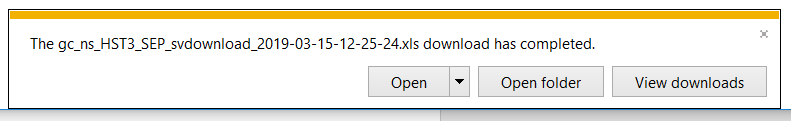 The gc_ns_HST3_SEP_svdownload_2019-03-15-12-25-24.xls download has completed.
Open Open folder View downloads